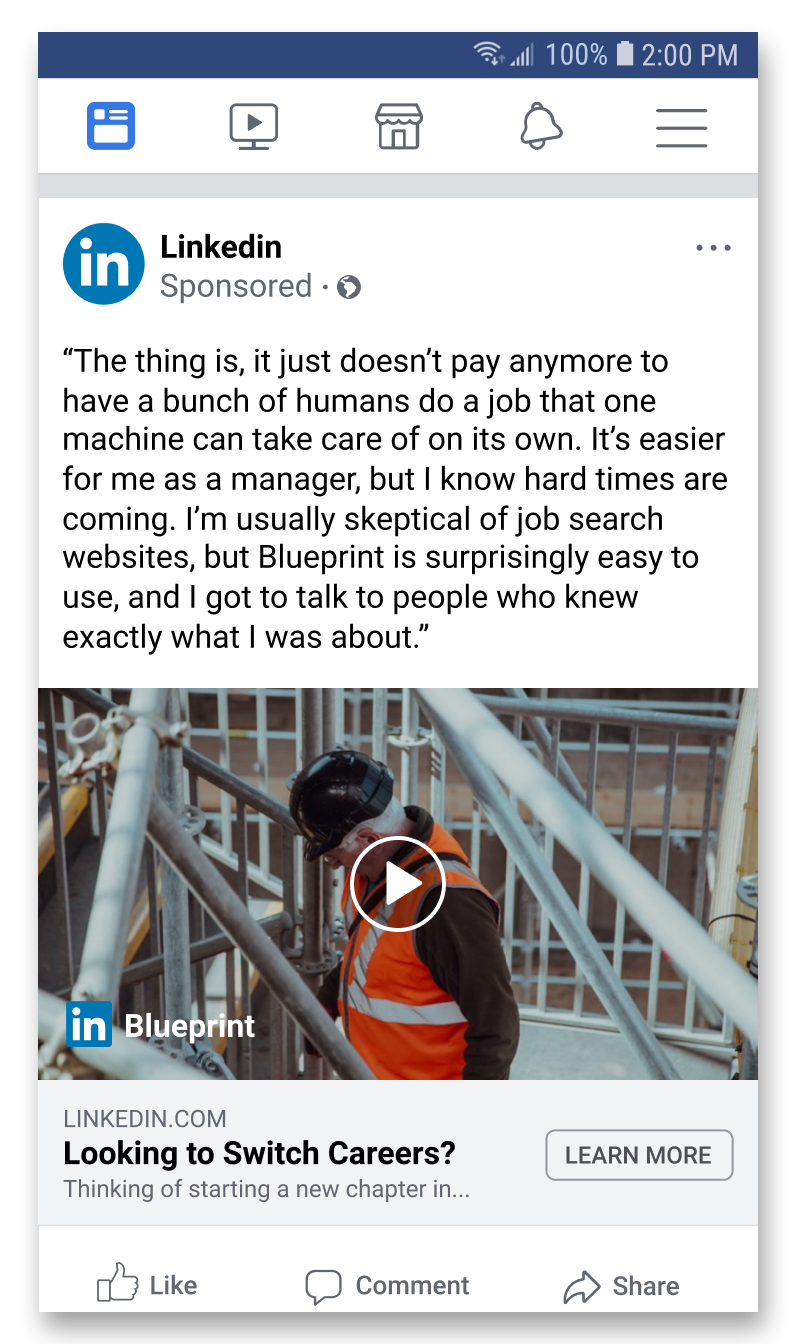 100% 2:00 PM
in
Linkedin
Sponsored ·
“The thing is, it just doesn’t pay anymore to
have a bunch of humans do a job that one
machine can take care of on its own. It’s easier
for me as a manager, but I know hard times are
coming. I’m usually skeptical of job search
websites, but Blueprint is surprisingly easy to
use, and I got to talk to people who knew
exactly what I was about.”
in Blueprint
LINKEDIN.COM
Looking to Switch Careers?
Thinking of starting a new chapter in...
LEARN MORE
Like Comment Share